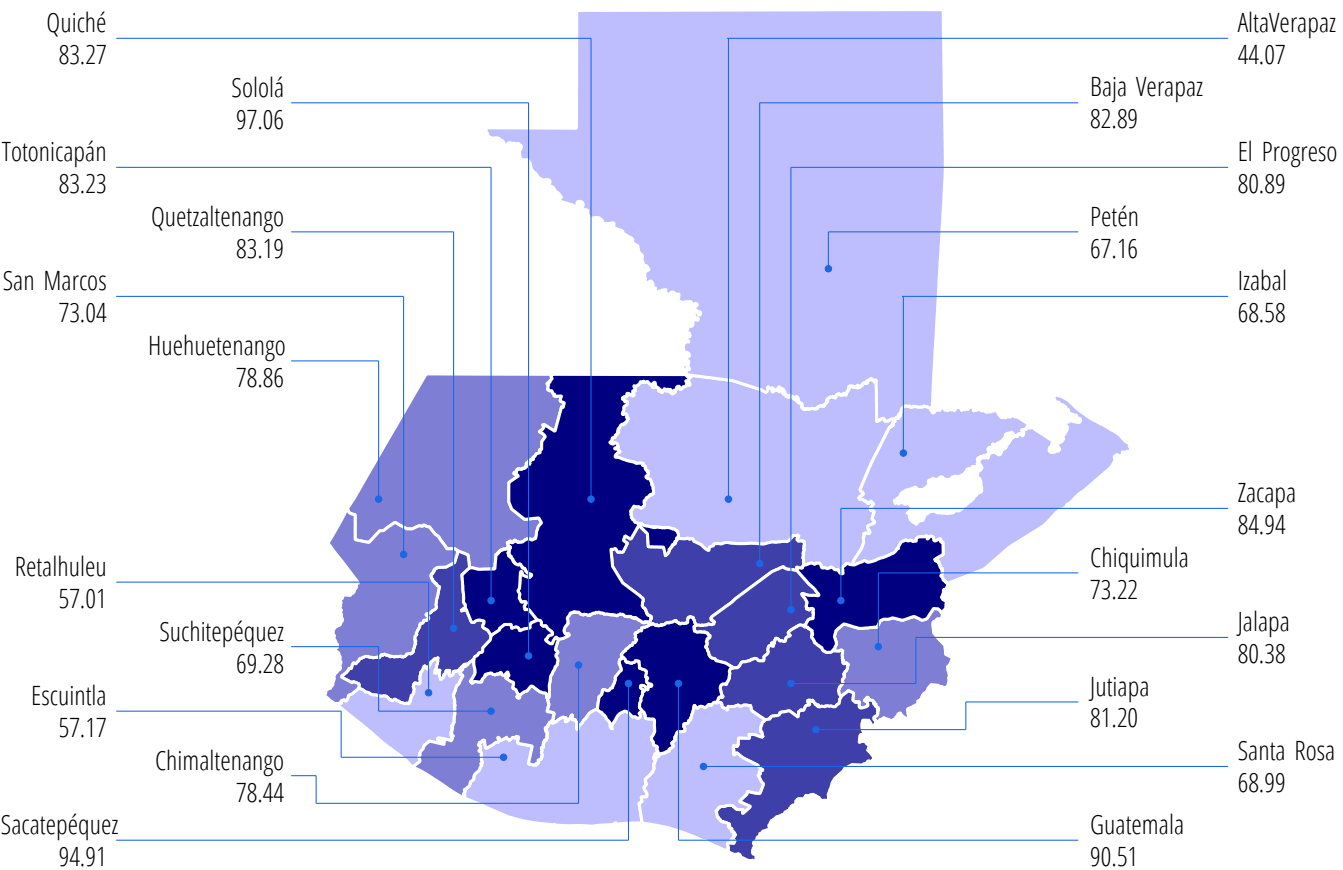 Quiché
83.27
Sololá
97.06
Totonicapán
83.23
Quetzaltenango
83.19
San Marcos
73.04
Huehuetenango
78.86
Retalhuleu
57.01
Suchitepéquez
69.28
Escuintla
57.17
Chimaltenango
78.44
Sacatepéquez
94.91
AltaVerapaz
44.07
Baja Verapaz
82.89
El Progreso
80.89
Petén
67.16
Izabal
68.58
Zacapa
84.94
Chiquimula
73.22
Jalapa
80.38
Jutiapa
81.20
Santa Rosa
68.99
Guatemala
90.51